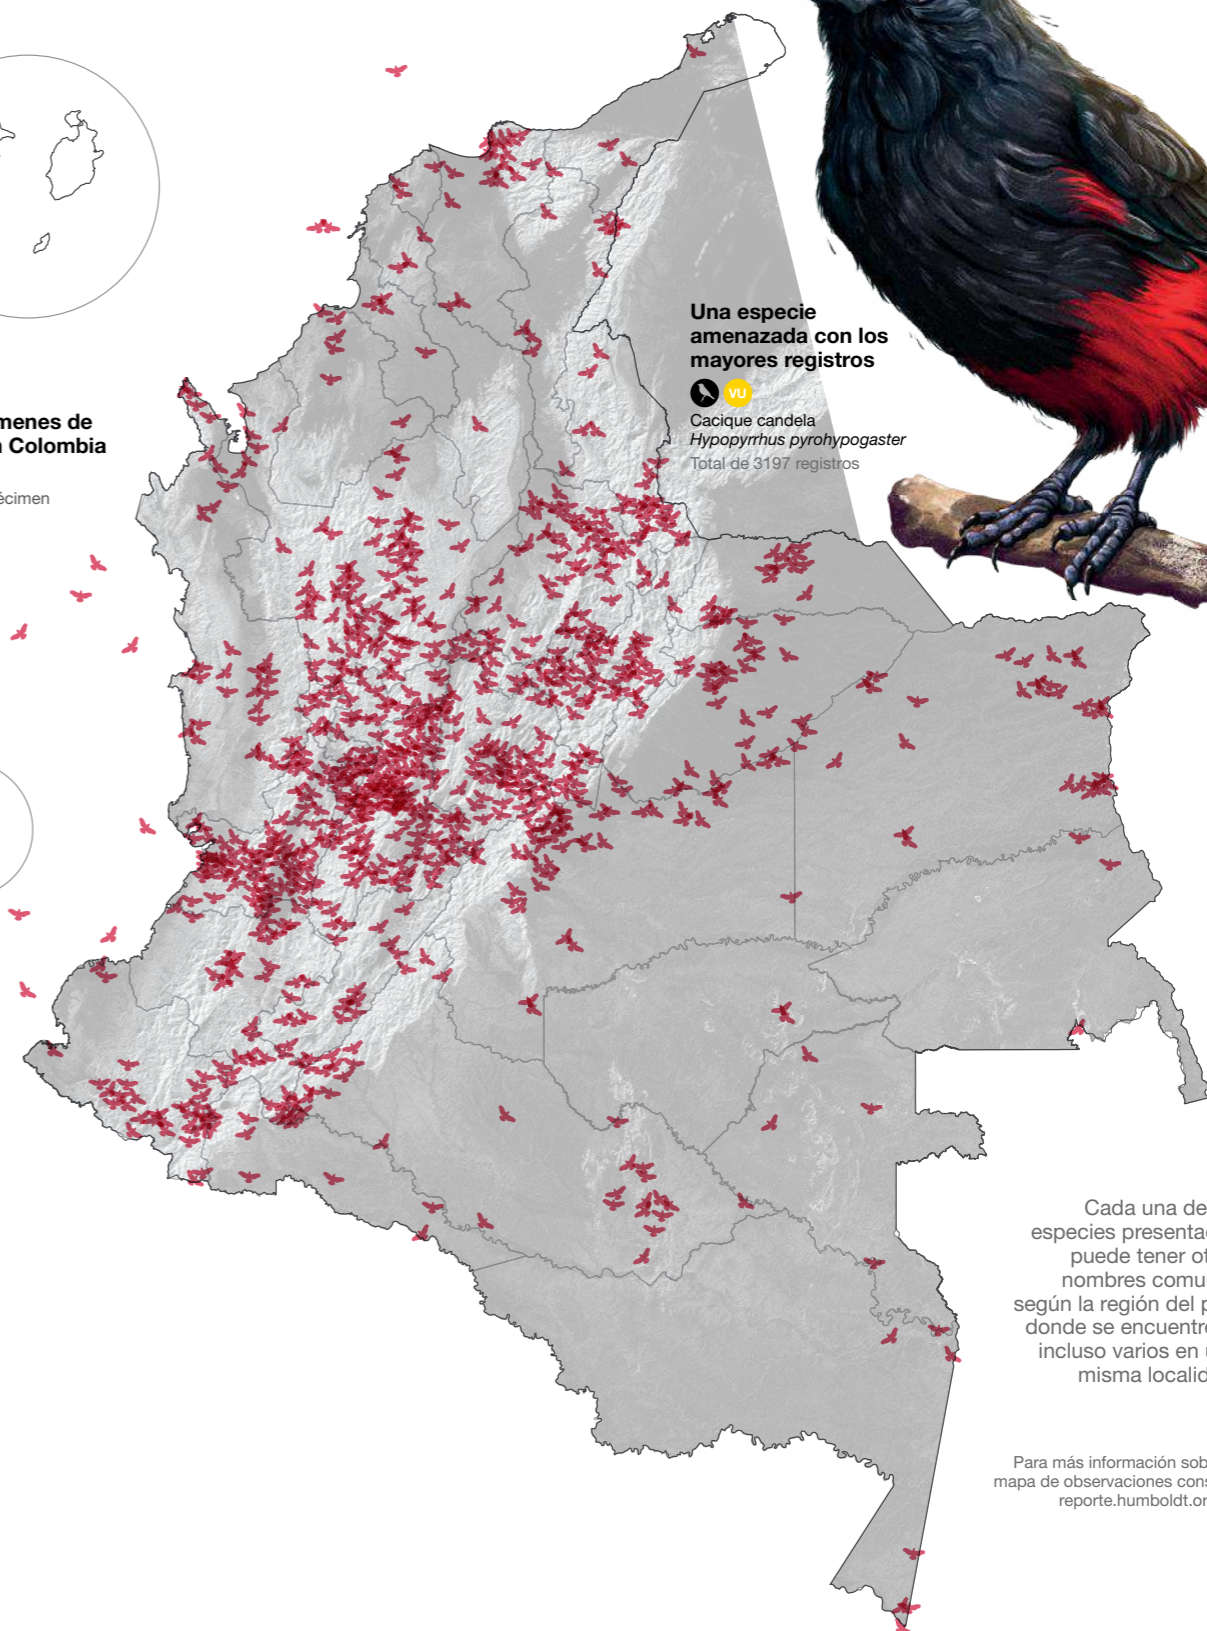 Una especie
amenazada con los
mayores registros
VU
Cacique candela
Hypopyrrhus pyrohypogaster
Total de 3197 registros
menes de
Colombia
écimen
Cada una de
especies presenta
puede tener
nombres comu
según la región del
donde se encuentr
incluso varios en
misma locali
Para más información sob
mapa de observaciones cons
reporte.humboldt.or